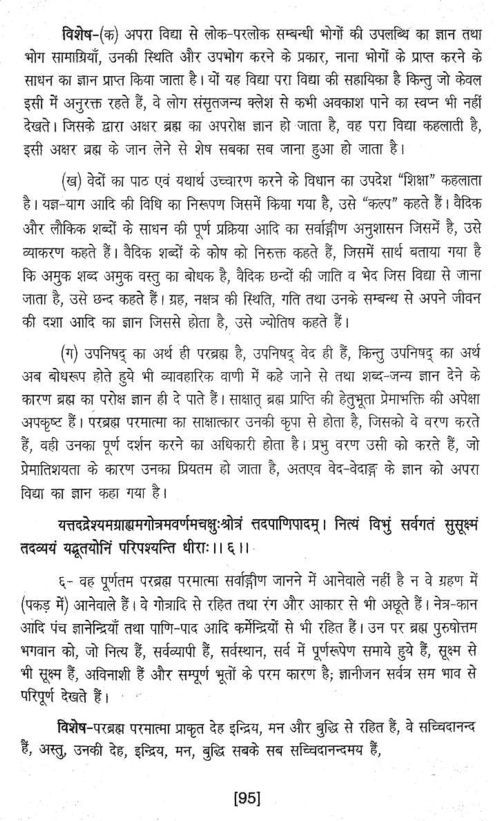 विशेष-(क) अपरा विद्या से लोक-परलोक सम्बन्धी भोगों की उपलब्धि का ज्ञान तथा
भोग सामाग्रियाँ, उनकी स्थिति और उपभोग करने के प्रकार, नाना भोगों के प्राप्त करने के
साधन का ज्ञान प्राप्त किया जाता है। यों यह विद्या परा विद्या की सहायिका है किन्तु जो केवल
इसी में अनुरक्त रहते हैं, वे लोग संसृतजन्य क्लेश से कभी अवकाश पाने का स्वप्न भी नहीं
देखते। जिसके द्वारा अक्षर ब्रह्म का अपरोक्ष ज्ञान हो जाता है, वह परा विद्या कहलाती है,
इसी अक्षर ब्रह्म के जान लेने से शेष सबका सब जाना हुआ हो जाता है।
(ख) वेदों का पाठ एवं यथार्थ उच्चारण करने के विधान का उपदेश "शिक्षा" कहलाता
है। यज्ञ-याग आदि की विधि का निरूपण जिसमें किया गया है, उसे "कल्प" कहते हैं। वैदिक
और लौकिक शब्दों के साधन की पूर्ण प्रक्रिया आदि का सर्वाङ्गीण अनुशासन जिसमें है, उसे
व्याकरण कहते हैं। वैदिक शब्दों के कोष को निरुक्त कहते हैं, जिसमें सार्थ बताया गया है
कि अमुक शब्द अमुक वस्तु का बोधक है, वैदिक छन्दों की जाति व भेद जिस विद्या से जाना
जाता है, उसे छन्द कहते हैं। ग्रह, नक्षत्र की स्थिति, गति तथा उनके सम्बन्ध से अपने जीवन
की दशा आदि का ज्ञान जिससे होता है, उसे ज्योतिष कहते हैं।
(ग) उपनिषद् का अर्थ ही परब्रह्म है, उपनिषद् वेद ही हैं, किन्तु उपनिषद् का अर्थ
अब बोधरूप होते हुये भी व्यावहारिक वाणी में कहे जाने से तथा शब्द-जन्य ज्ञान देने के
कारण ब्रह्म का परोक्ष ज्ञान ही दे पाते हैं। साक्षात् ब्रह्म प्राप्ति की हेतुभूता प्रेमाभक्ति की अपेक्षा
अपकृष्ट हैं। परब्रह्म परमात्मा का साक्षात्कार उनकी कृपा से होता है, जिसको वे वरण करते
हैं, वही उनका पूर्ण दर्शन करने का अधिकारी होता है। प्रभु वरण उसी को करते हैं, जो
प्रेमातिशयता के कारण उनका प्रियतम हो जाता है, अतएव वेद-वेदाङ्ग के ज्ञान को अपरा
विद्या का ज्ञान कहा गया है।
यत्तदद्रेश्यमग्राह्यमगोत्रमवर्णमचक्षुःश्रोत्रं त्तदपाणिपादम्। नित्यं विभुं सर्वगतं सुसूक्ष्मं
तदव्ययं यद्भूतयोनिं परिपश्यन्ति धीराः।।६।।
६- वह पूर्णतम परब्रह्म परमात्मा सर्वाङ्गीण जानने में आनेवाले नहीं है न वे ग्रहण में
(पकड़ में) आनेवाले हैं। वे गोत्रादि से रहित तथा रंग और आकार से भी अछूते हैं। नेत्र-कान
आदि पंच ज्ञानेन्द्रियाँ तथा पाणि-पाद आदि कर्मेन्द्रियों से भी रहित हैं। उन पर ब्रह्म पुरुषोत्तम
भगवान को, जो नित्य हैं, सर्वव्यापी हैं, सर्वस्थान, सर्व में पूर्णरूपेण समाये हुये हैं, सूक्ष्म से
भी सूक्ष्म हैं, अविनाशी हैं और सम्पूर्ण भूतों के परम कारण है; ज्ञानीजन सर्वत्र सम भाव से
परिपूर्ण देखते हैं।
विशेष-परब्रह्म परमात्मा प्राकृत देह इन्द्रिय, मन और बुद्धि से रहित हैं, वे सच्चिदानन्द
हैं, अस्तु, उनकी देह, इन्द्रिय, मन, बुद्धि सबके सब सच्चिदानन्दमय हैं,
[95]